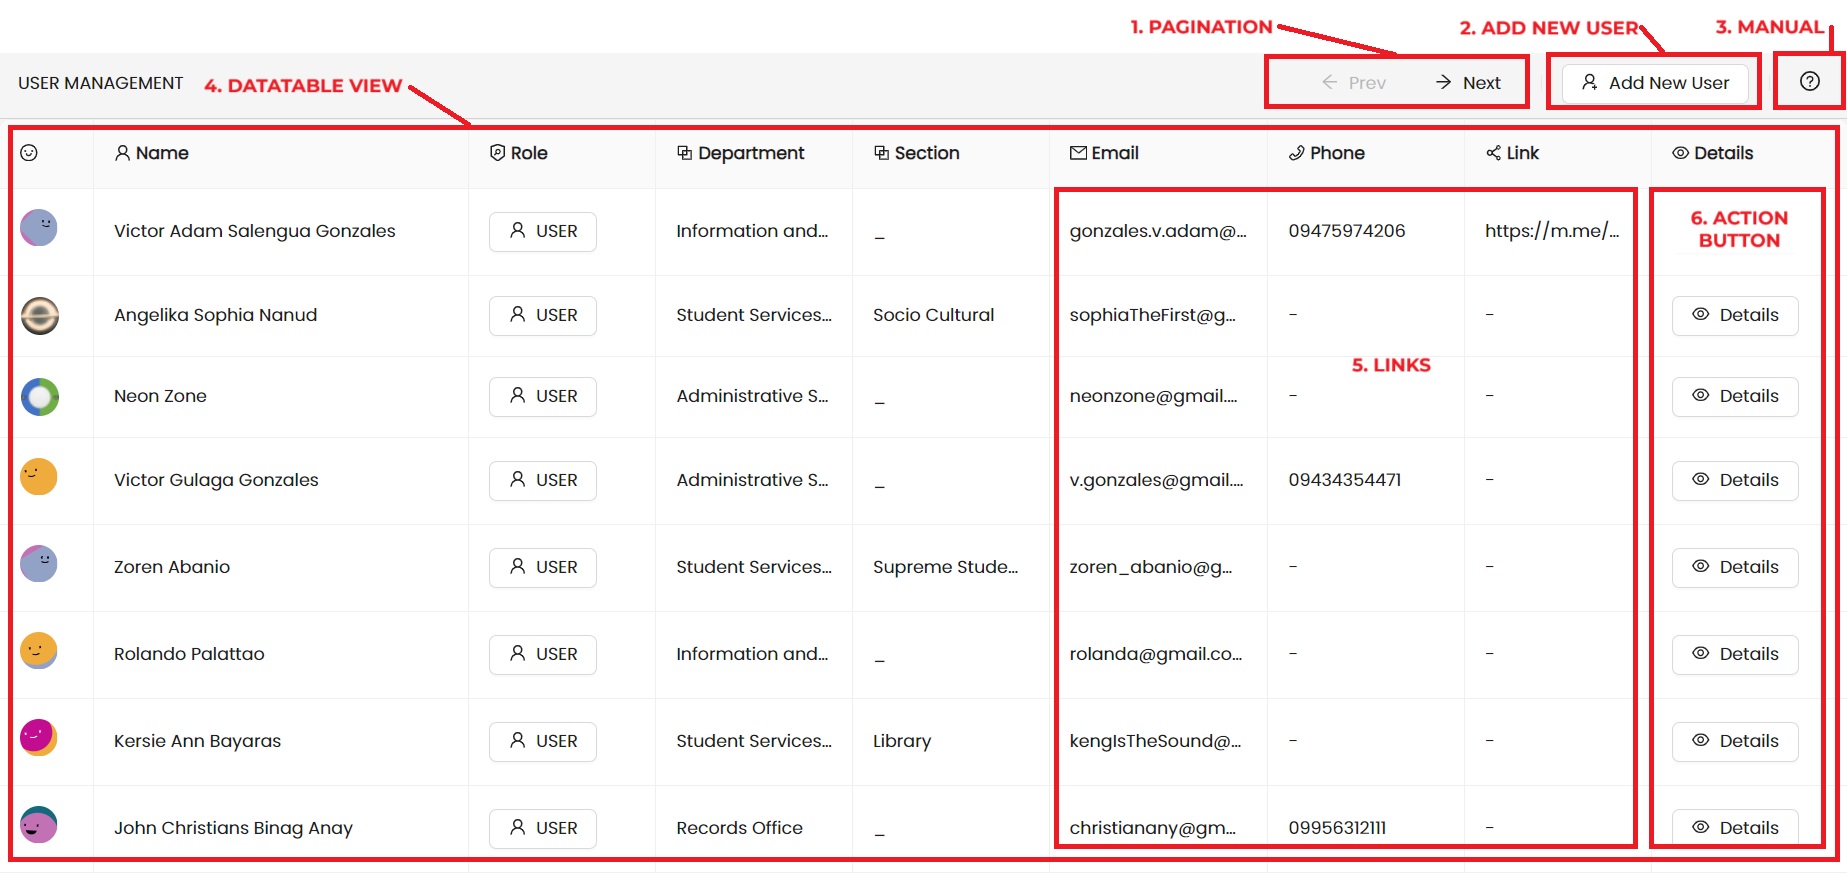 1. PAGINATION 2. ADD NEW USER 3. MANUAL
USER MANAGEMENT 4. DATATABLE VIEW Prev Next Add New User
Name Role Department Section Email Phone Link Details
Victor Adam Salengua Gonzales USER Information and... _ gonzales.v.adam@... 09475974206 https://m.me/... 6. ACTION BUTTON
Angelika Sophia Nanud USER Student Services... Socio Cultural sophiaTheFirst@g... - - Details
5. LINKS
Neon Zone USER Administrative S... _ neonzone@gmail.... - - Details
Victor Gulaga Gonzales USER Administrative S... _ v.gonzales@gmail.... 09434354471 - Details
Zoren Abanio USER Student Services... Supreme Stude... zoren_abanio@g... - - Details
Rolando Palattao USER Information and... _ rolanda@gmail.co... - - Details
Kersie Ann Bayaras USER Student Services... Library kengIsTheSound@... - - Details
John Christians Binag Anay USER Records Office _ christianany@gm... 09956312111 - Details